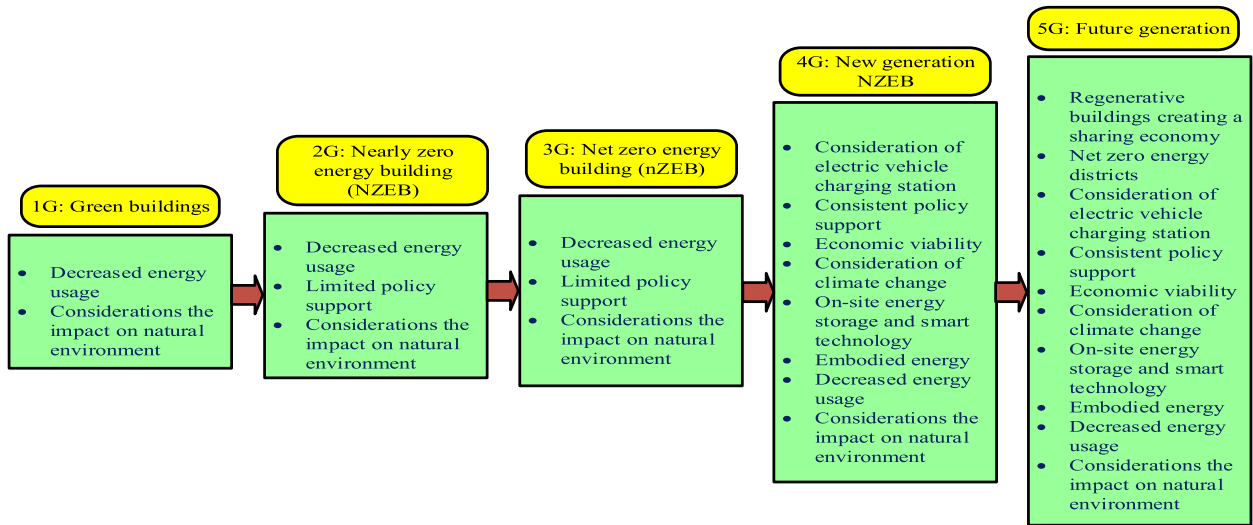 1G: Green buildings
• Decreased energy
usage
• Considerations the
impact on natural
environment
2G: Nearly zero
energy building
(NZEB)
• Decreased energy
usage
• Limited policy
support
• Considerations the
impact on natural
environment
3G: Net zero energy
building (nZEB)
• Decreased energy
usage
• Limited policy
support
• Considerations the
impact on natural
environment
4G: New generation
NZEB
• Consideration of
electric vehicle
charging station
• Consistent policy
support
• Economic viability
• Consideration of
climate change
• On-site energy
storage and smart
technology
• Embodied energy
• Decreased energy
usage
• Considerations the
impact on natural
environment
5G: Future generation
• Regenerative
buildings creating a
sharing economy
• Net zero energy
districts
• Consideration of
electric vehicle
charging station
• Consistent policy
support
• Economic viability
• Consideration of
climate change
• On-site energy
storage and smart
technology
• Embodied energy
• Decreased energy
usage
• Considerations the
impact on natural
environment